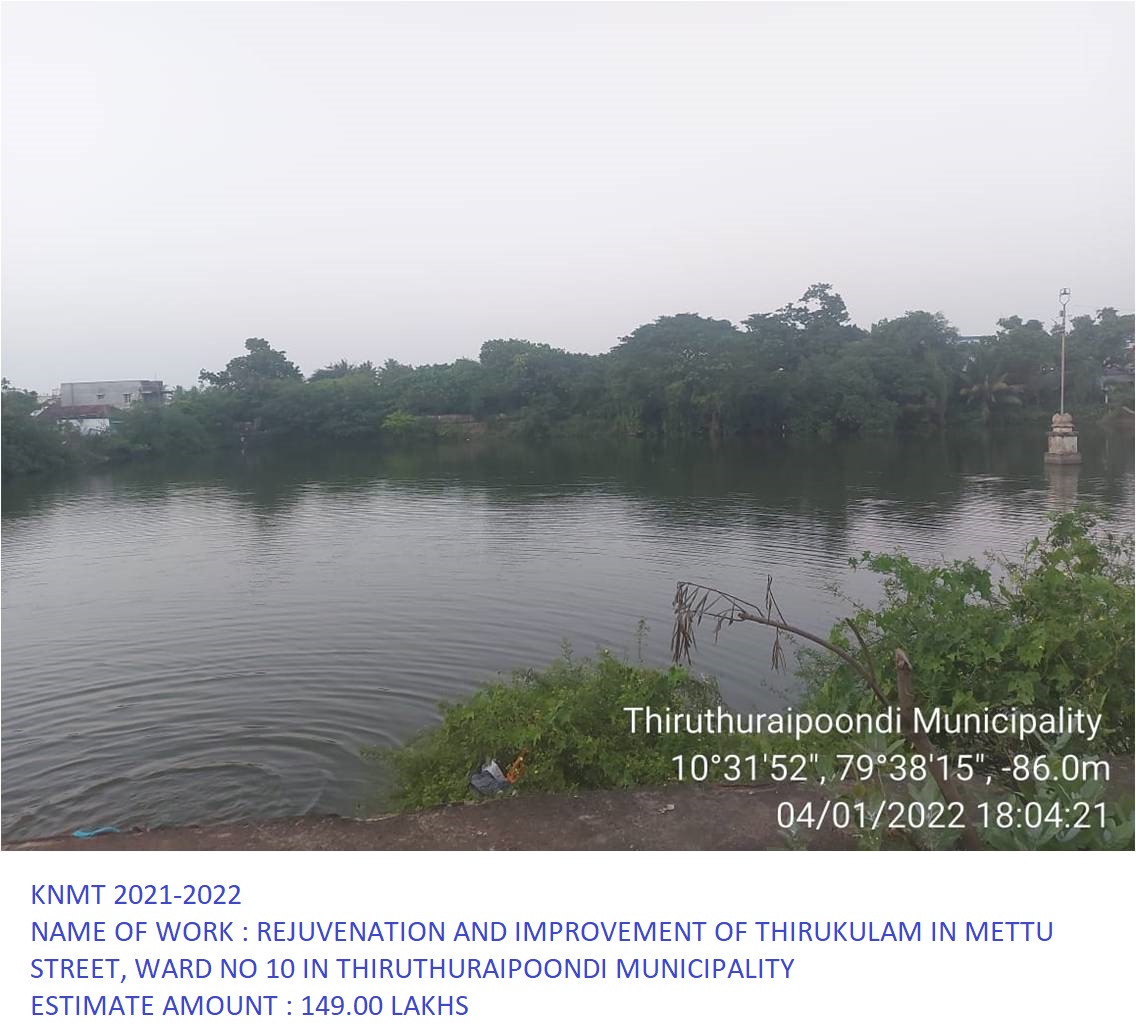 Thiruthuraipoondi Municipality
10°31'52", 79°38'15", -86.0m
04/01/2022 18:04:21
KNMT 2021-2022
NAME OF WORK : REJUVENATION AND IMPROVEMENT OF THIRUKULAM IN METTU
STREET, WARD NO 10 IN THIRUTHURAIPOONDI MUNICIPALITY
ESTIMATE AMOUNT : 149.00 LAKHS